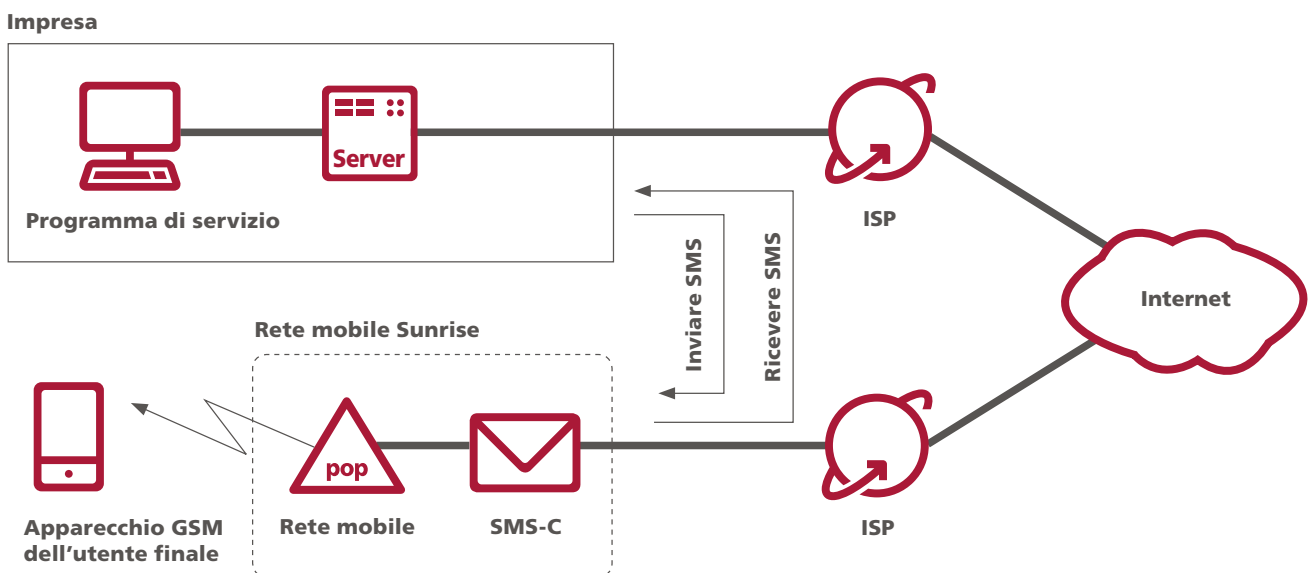 Impresa
Server
Programma di servizio
ISP
Inviare SMS
Ricevere SMS
Internet
Rete mobile Sunrise
pop
Apparecchio GSM
dell’utente finale
Rete mobile
SMS-C
ISP